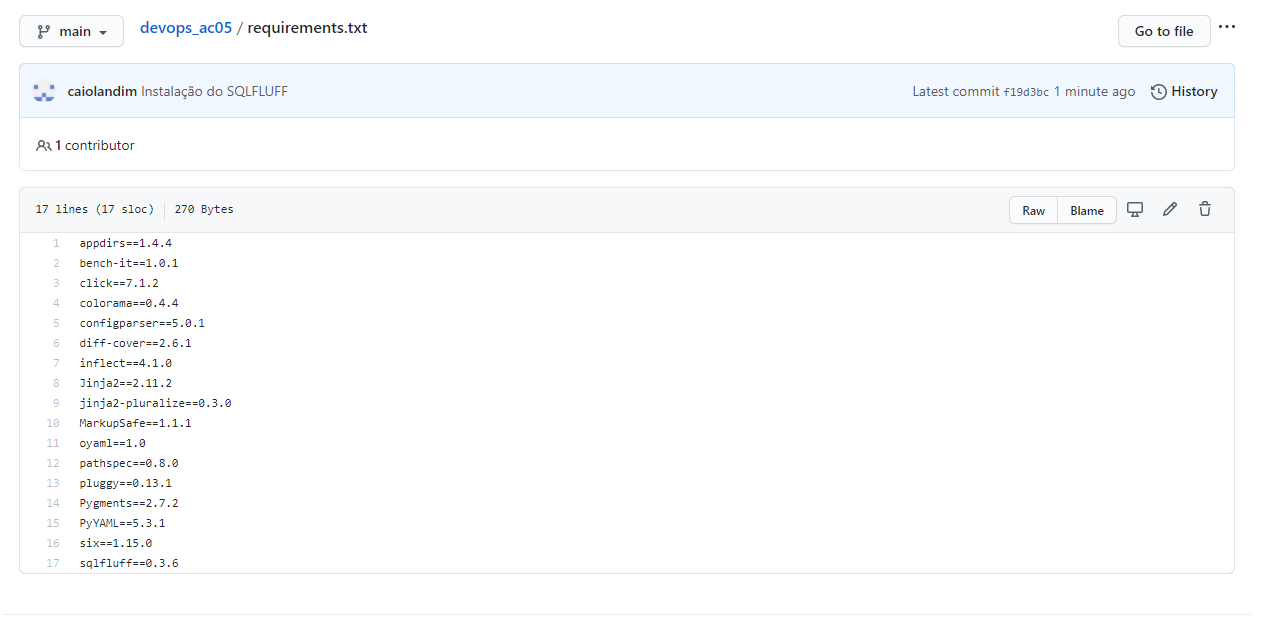 main
devops_ac05 / requirements.txt
Go to file
caiolandim Instalação do SQLFLUFF
Latest commit f19d3bc 1 minute ago
History
1 contributor
17 lines (17 sloc)
270 Bytes
Raw
Blame
1 appdirs==1.4.4
2 bench-it==1.0.1
3 click==7.1.2
4 colorama==0.4.4
5 configparser==5.0.1
6 diff-cover==2.6.1
7 inflect==4.1.0
8 Jinja2==2.11.2
9 jinja2-pluralize==0.3.0
10 MarkupSafe==1.1.1
11 oyaml==1.0
12 pathspec==0.8.0
13 pluggy==0.13.1
14 Pygments==2.7.2
15 PyYAML==5.3.1
16 six==1.15.0
17 sqlfluff==0.3.6